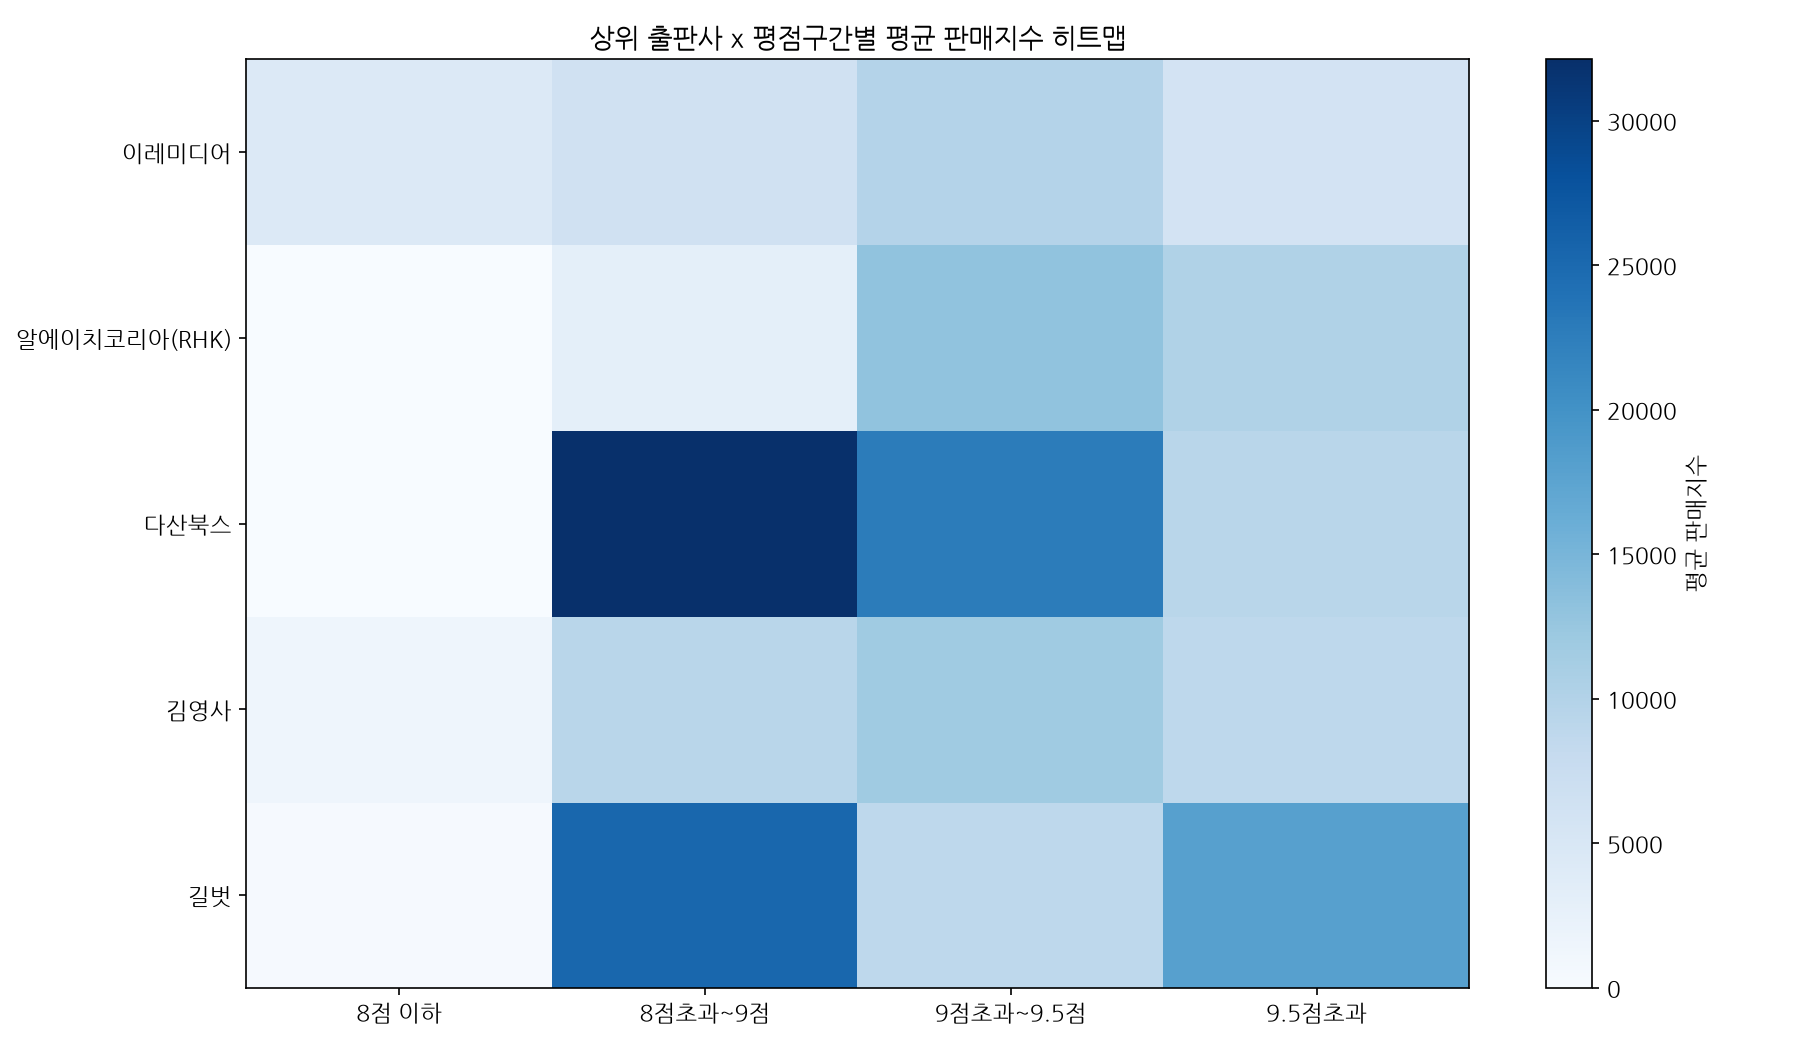 상위 출판사 x 평점구간별 평균 판매지수 히트맵
이레미디어
알에이치코리아(RHK)
다산북스
김영사
길벗
8점 이하
8점초과~9점
9점초과~9.5점
9.5점초과
30000
25000
20000
15000
10000
5000
0
평균 판매지수